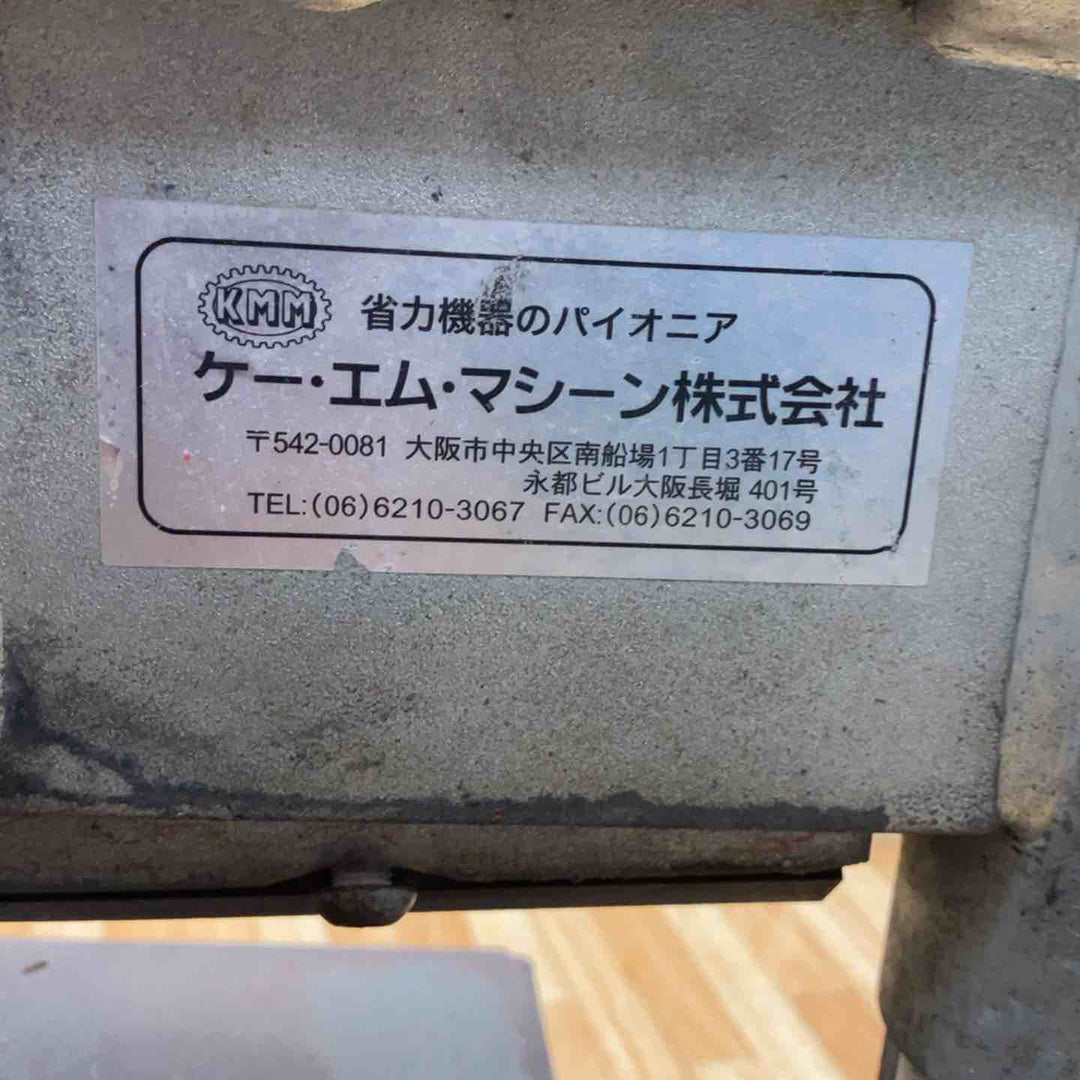 KMM 省力機器のパイオニア
ケー・エム・マシーン株式会社
〒542-0081 大阪市中央区南船場1丁目3番17号
永都ビル大阪長堀 401号
TEL:(06)6210-3067 FAX:(06)6210-3069